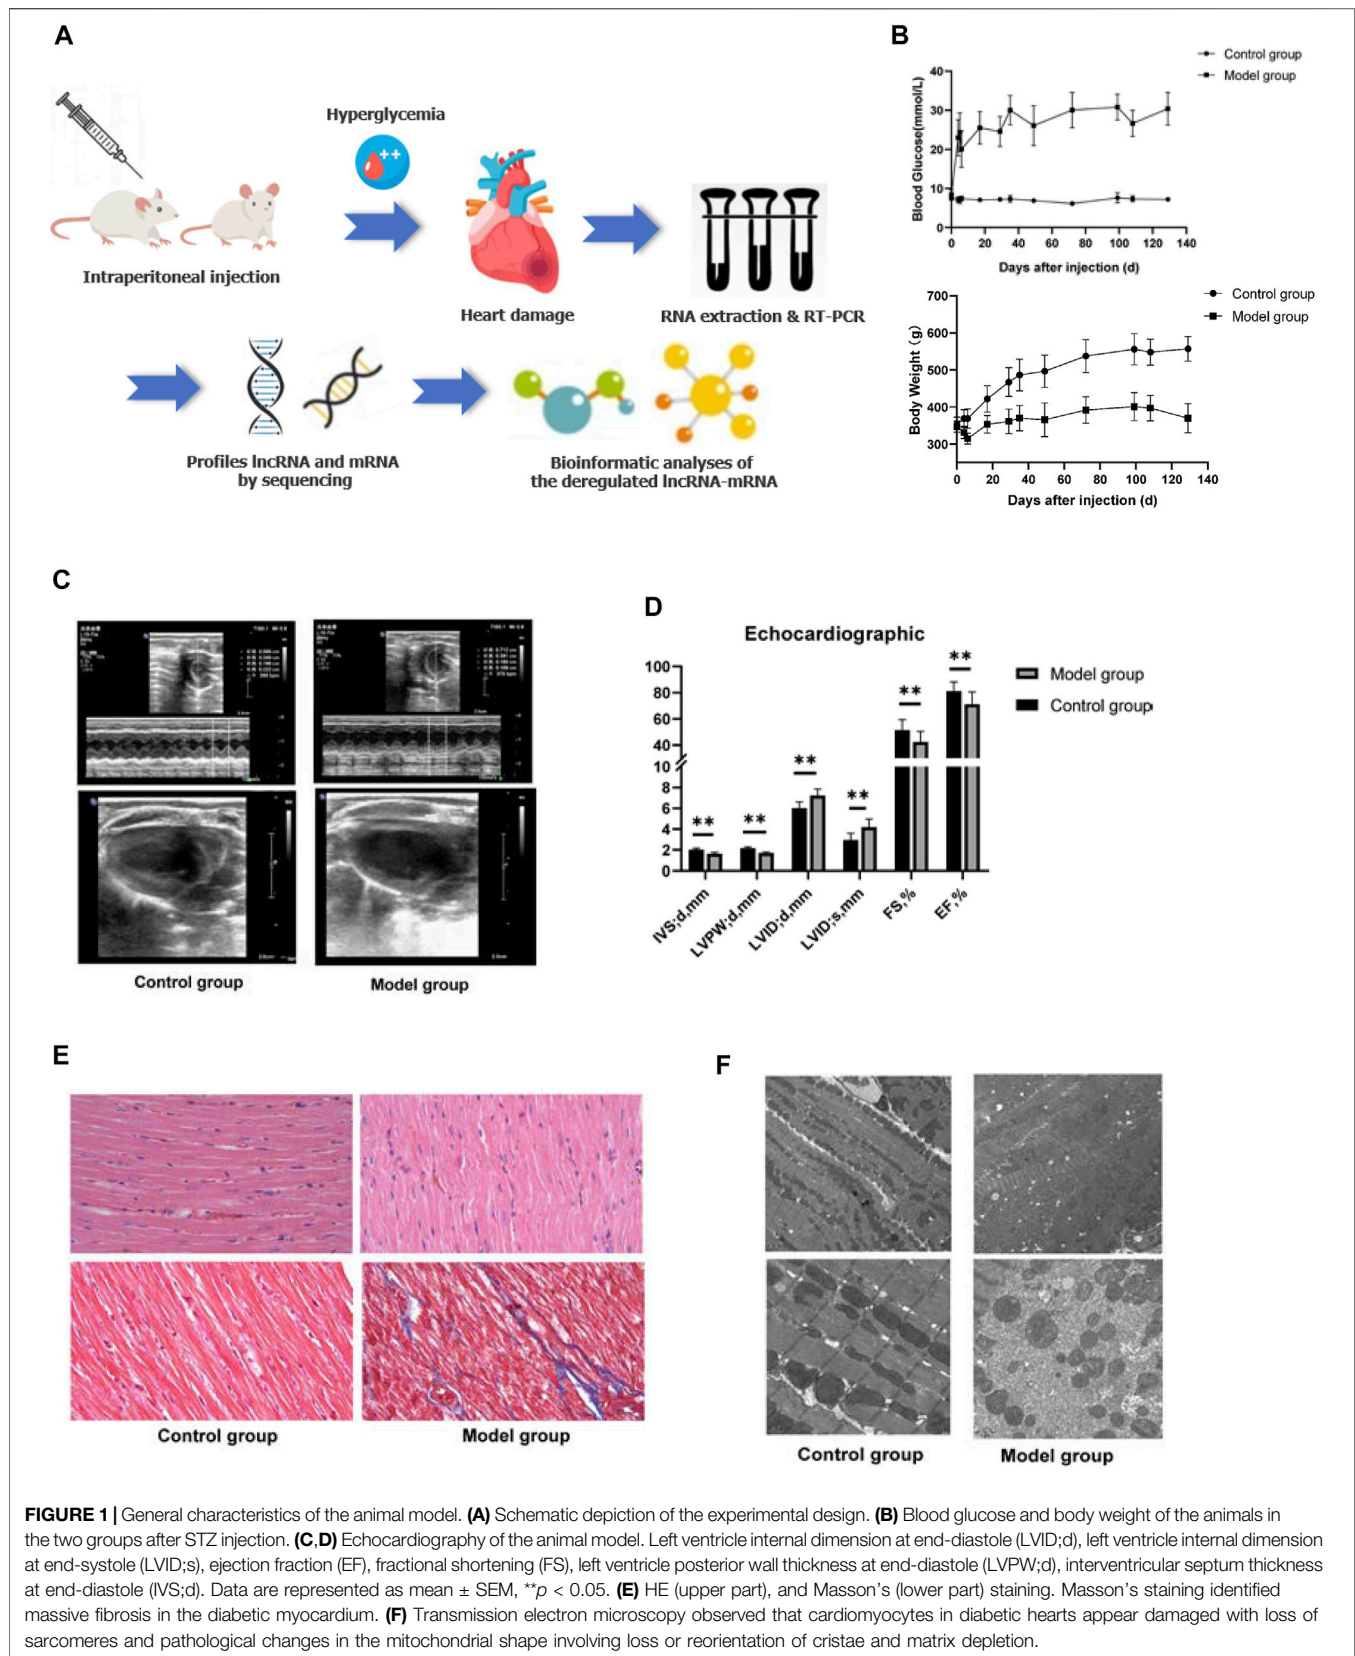 A
Hyperglycemia
++
Intraperitoneal injection
Heart damage
RNA extraction & RT-PCR
Profiles lncRNA and mRNA
by sequencing
Bioinformatic analyses of
the deregulated lncRNA-mRNA
B
Control group
Model group
Blood Glucose(mmol/L)
40
30
20
10
0
0 20 40 60 80 100 120 140
Days after injection (d)
Control group
Model group
Body Weight (g)
700
600
500
400
300
0 20 40 60 80 100 120 140
Days after injection (d)
C
Control group
Model group
D
Echocardiographic
Model group
Control group
100
80
60
40
10
8
6
4
2
0
** ** ** ** ** **
IVS;d,mm
LVPW;d,mm
LVID;d,mm
LVID;s,mm
FS,%
EF,%
E
Control group
Model group
F
Control group
Model group
FIGURE 1 | General characteristics of the animal model. (A) Schematic depiction of the experimental design. (B) Blood glucose and body weight of the animals in
the two groups after STZ injection. (C,D) Echocardiography of the animal model. Left ventricle internal dimension at end-diastole (LVID;d), left ventricle internal dimension
at end-systole (LVID;s), ejection fraction (EF), fractional shortening (FS), left ventricle posterior wall thickness at end-diastole (LVPW;d), interventricular septum thickness
at end-diastole (IVS;d). Data are represented as mean ± SEM, **p < 0.05. (E) HE (upper part), and Masson's (lower part) staining. Masson's staining identified
massive fibrosis in the diabetic myocardium. (F) Transmission electron microscopy observed that cardiomyocytes in diabetic hearts appear damaged with loss of
sarcomeres and pathological changes in the mitochondrial shape involving loss or reorientation of cristae and matrix depletion.